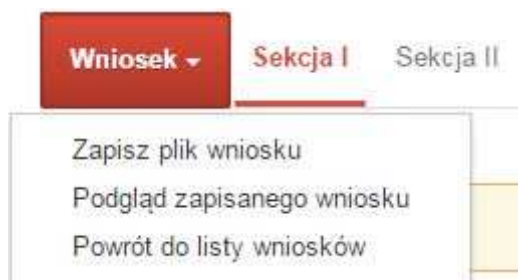 Wniosek Sekcja I Sekcja II
Zapisz plik wniosku
Podgląd zapisanego wniosku
Powrót do listy wniosków